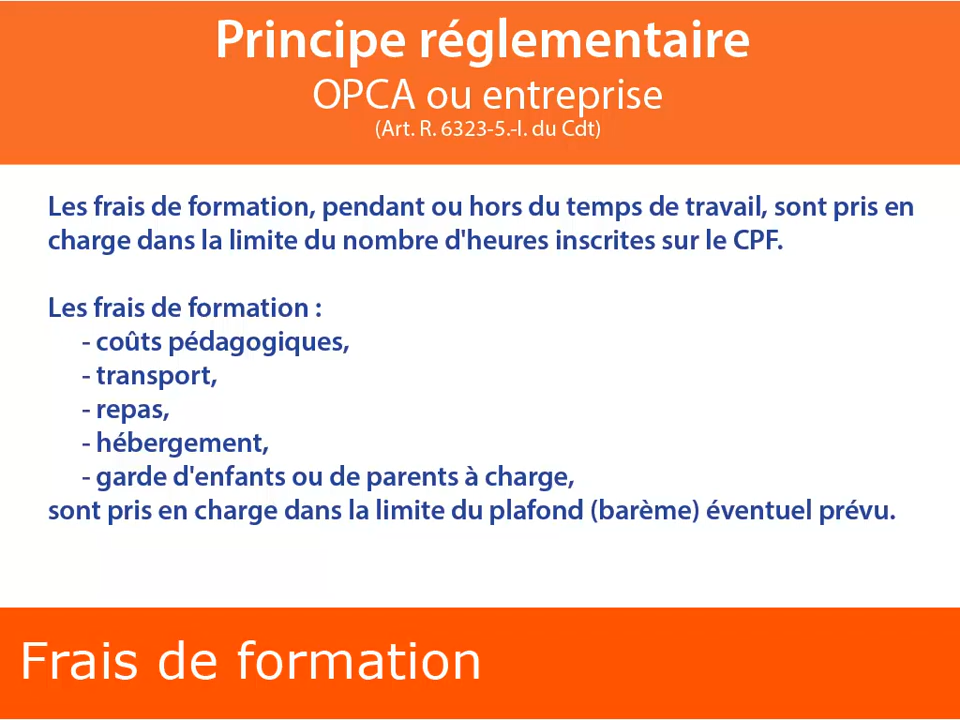 Principe réglementaire
OPCA ou entreprise
(Art. R. 6323-5.-I. du Cdt)
Les frais de formation, pendant ou hors du temps de travail, sont pris en
charge dans la limite du nombre d'heures inscrites sur le CPF.
Les frais de formation :
- coûts pédagogiques,
- transport,
- repas,
- hébergement,
- garde d'enfants ou de parents à charge,
sont pris en charge dans la limite du plafond (barème) éventuel prévu.
Frais de formation